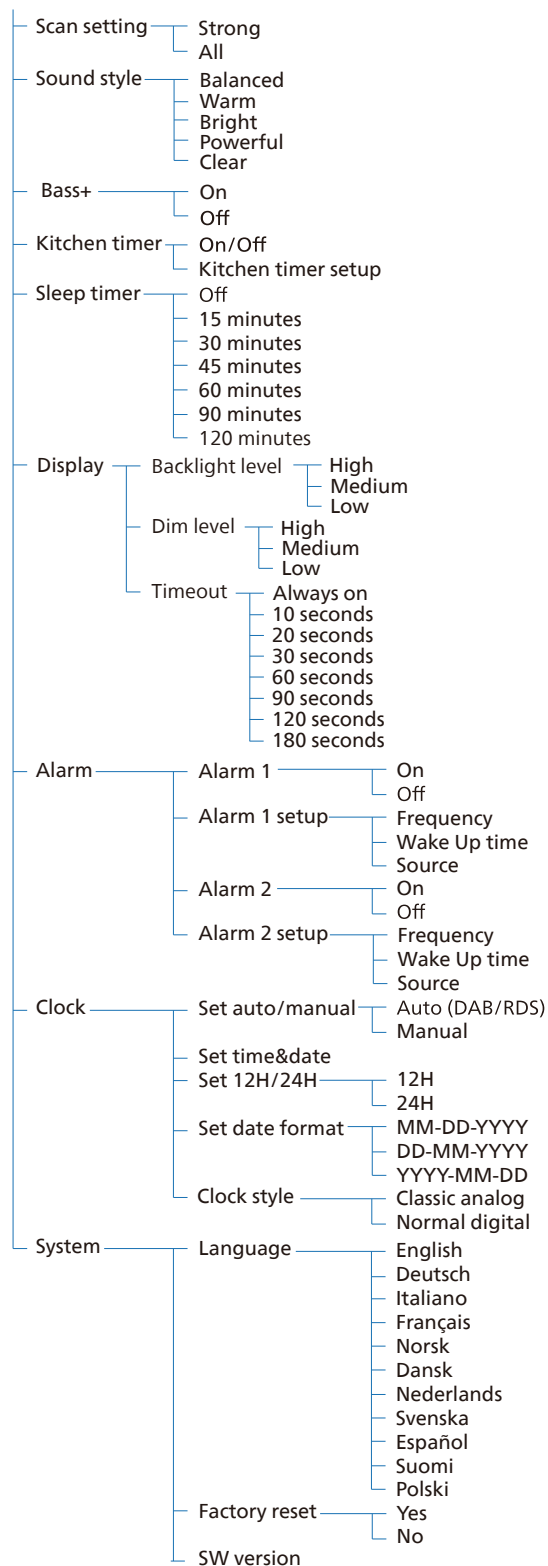 Scan setting Strong
All
Sound style Balanced
Warm
Bright
Powerful
Clear
Bass+ On
Off
Kitchen timer On/Off
Kitchen timer setup
Sleep timer Off
15 minutes
30 minutes
45 minutes
60 minutes
90 minutes
120 minutes
Display Backlight level High
Medium
Low
Dim level High
Medium
Low
Timeout Always on
10 seconds
20 seconds
30 seconds
60 seconds
90 seconds
120 seconds
180 seconds
Alarm Alarm 1 On
Off
Alarm 1 setup Frequency
Wake Up time
Source
Alarm 2 On
Off
Alarm 2 setup Frequency
Wake Up time
Source
Clock Set auto/manual Auto (DAB/RDS)
Manual
Set time&date
Set 12H/24H 12H
24H
Set date format MM-DD-YYYY
DD-MM-YYYY
YYYY-MM-DD
Clock style Classic analog
Normal digital
System Language English
Deutsch
Italiano
Français
Norsk
Dansk
Nederlands
Svenska
Español
Suomi
Polski
Factory reset Yes
No
SW version